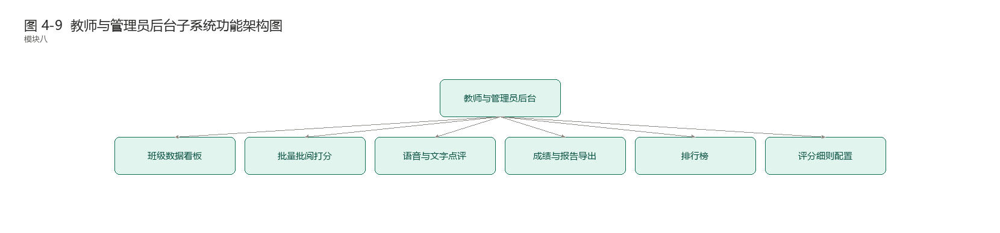 图 4-9 教师与管理员后台子系统功能架构图
模块八
教师与管理员后台
班级数据看板
批量批阅打分
语音与文字点评
成绩与报告导出
排行榜
评分细则配置